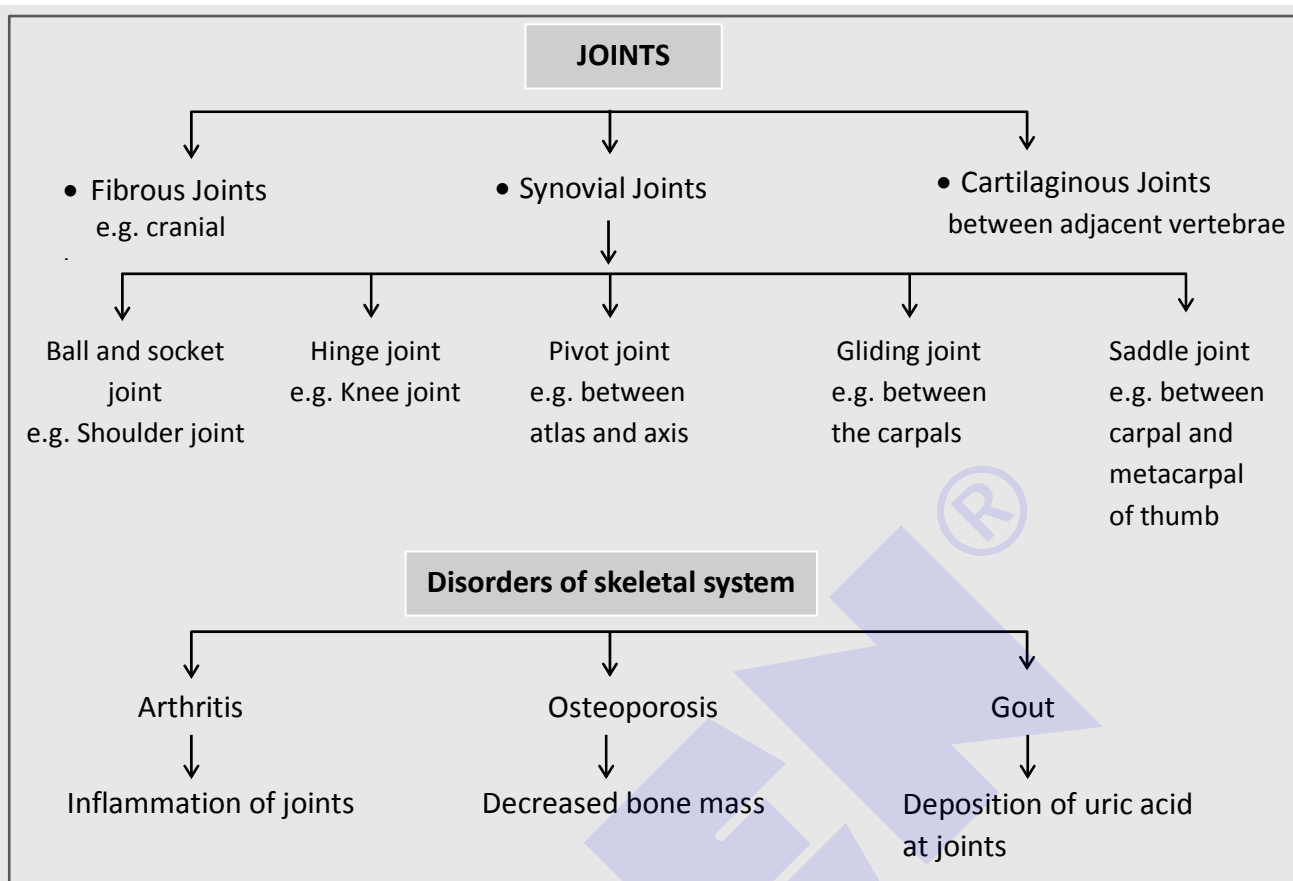 JOINTS
• Fibrous Joints
e.g. cranial
.
• Synovial Joints
• Cartilaginous Joints
between adjacent vertebrae
Ball and socket
joint
e.g. Shoulder joint
Hinge joint
e.g. Knee joint
Pivot joint
e.g. between
atlas and axis
Gliding joint
e.g. between
the carpals
Saddle joint
e.g. between
carpal and
metacarpal
of thumb
Disorders of skeletal system
Arthritis
Inflammation of joints
Osteoporosis
Decreased bone mass
Gout
Deposition of uric acid
at joints
®